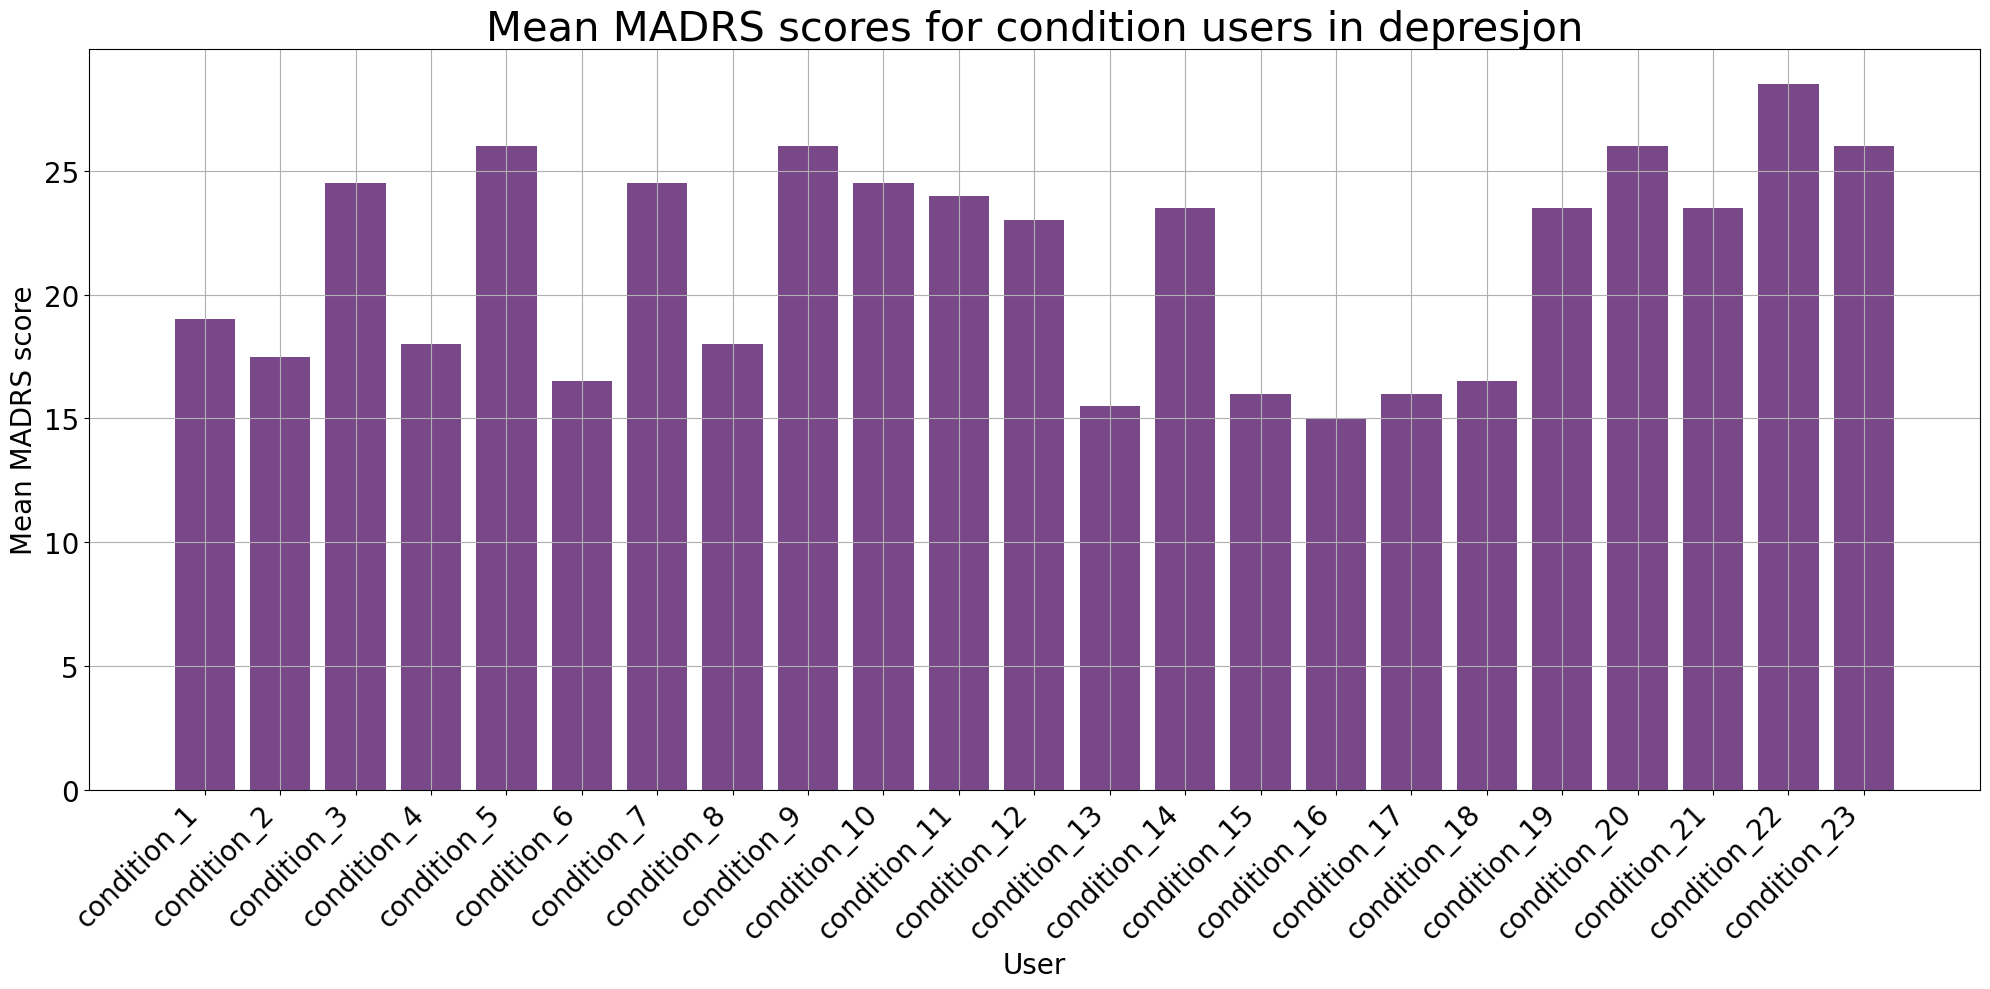 Mean MADRS scores for condition users in depresjon
Mean MADRS score
25
20
15
10
5
0
condition_1
condition_2
condition_3
condition_4
condition_5
condition_6
condition_7
condition_8
condition_9
condition_10
condition_11
condition_12
condition_13
condition_14
condition_15
condition_16
condition_17
condition_18
condition_19
condition_20
condition_21
condition_22
condition_23
User